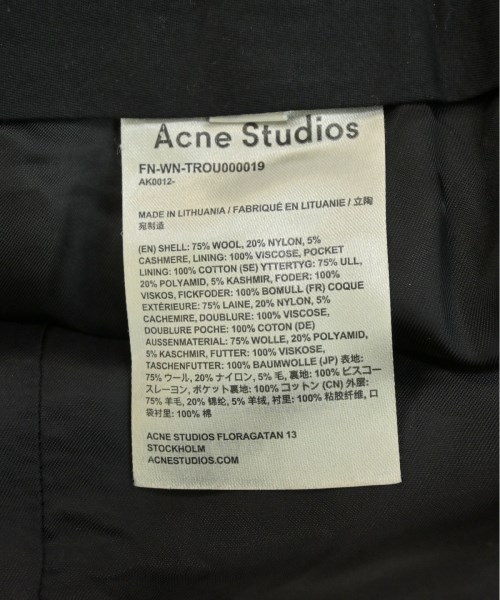 Acne Studios
FN-WN-TROU000019
AK0012-
MADE IN LITHUANIA / FABRIQUÉ EN LITUANIE / 立陶
宛制造
(EN) SHELL: 75% WOOL, 20% NYLON, 5%
CASHMERE, LINING: 100% VISCOSE, POCKET
LINING: 100% COTTON (SE) YTTERTYG: 75% ULL,
20% POLYAMID, 5% KASHMIR, FODER: 100%
VISKOS, FICKFODER: 100% BOMULL (FR) COQUE
EXTÉRIEURE: 75% LAINE, 20% NYLON, 5%
CACHEMIRE, DOUBLURE: 100% VISCOSE,
DOUBLURE POCHE: 100% COTON (DE)
AUSSENMATERIAL: 75% WOLLE, 20% POLYAMID,
5% KASCHMIR, FUTTER: 100% VISKOSE,
TASCHENFUTTER: 100% BAUMWOLLE (JP) 表地:
75% ウール, 20% ナイロン, 5% 毛, 裏地: 100% ビスコー
スレーヨン, ポケット裏地: 100% コットン (CN) 外层:
75% 羊毛, 20% 棉纶, 5% 羊绒, 衬里: 100% 粘胶纤维, 口
袋衬里: 100% 棉
ACNE STUDIOS FLORAGATAN 13
STOCKHOLM
ACNESTUDIOS.COM